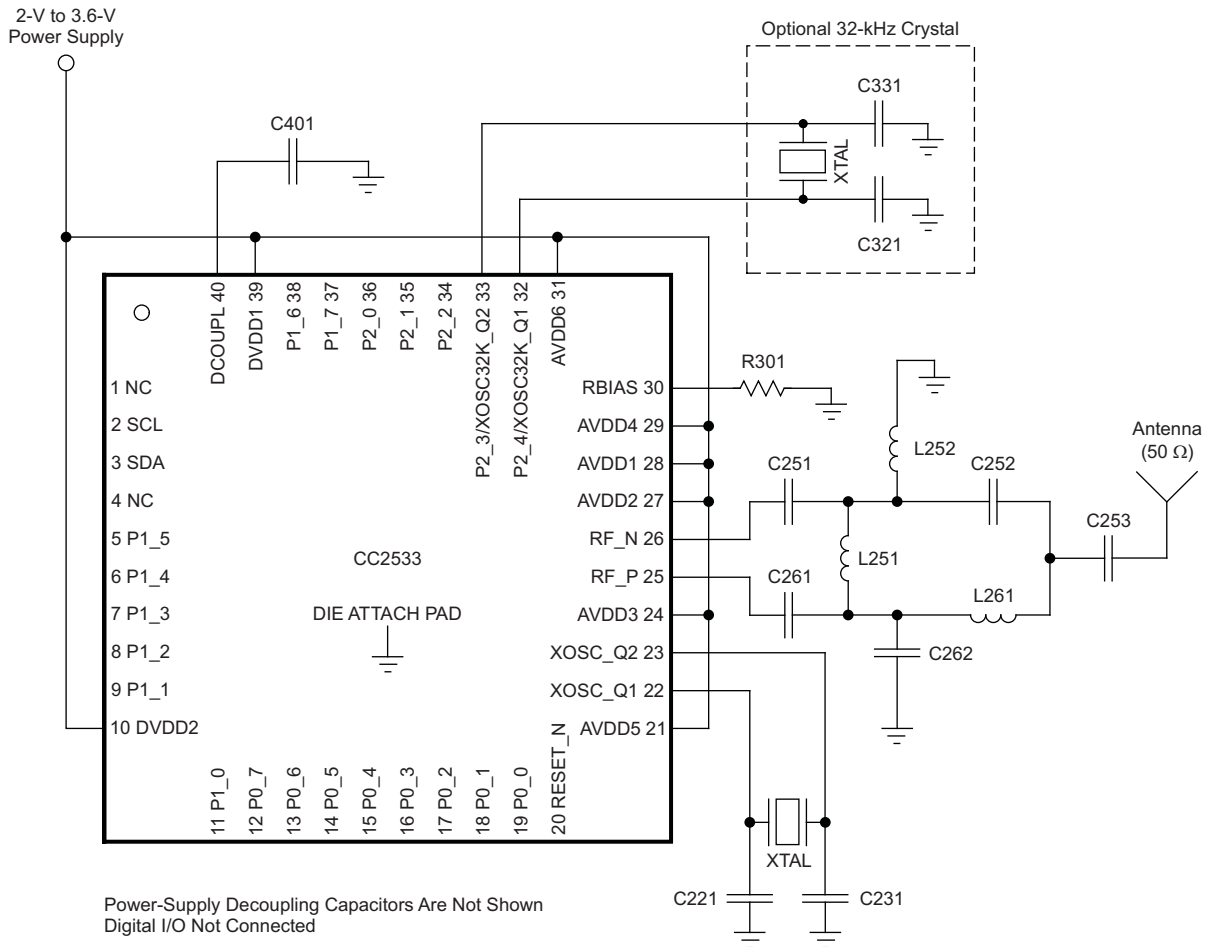 2-V to 3.6-V
Power Supply
Optional 32-kHz Crystal
C331
C401
XTAL
C321
DCOUPL 40
DVDD1 39
P1_6 38
P1_7 37
P2_0 36
P2_1 35
P2_2 34
P2_3/XOSC32K_Q2 33
P2_4/XOSC32K_Q1 32
AVDD6 31
1 NC
2 SCL
3 SDA
4 NC
5 P1_5
6 P1_4
7 P1_3
8 P1_2
9 P1_1
10 DVDD2
CC2533
DIE ATTACH PAD
RBIAS 30
AVDD4 29
AVDD1 28
AVDD2 27
RF_N 26
RF_P 25
AVDD3 24
XOSC_Q2 23
XOSC_Q1 22
AVDD5 21
11 P1_0
12 P0_7
13 P0_6
14 P0_5
15 P0_4
16 P0_3
17 P0_2
18 P0_1
19 P0_0
20 RESET_N
R301
L252
Antenna
(50 Ω)
C251
C252
C253
L251
C261
L261
C262
XTAL
C221
C231
Power-Supply Decoupling Capacitors Are Not Shown
Digital I/O Not Connected